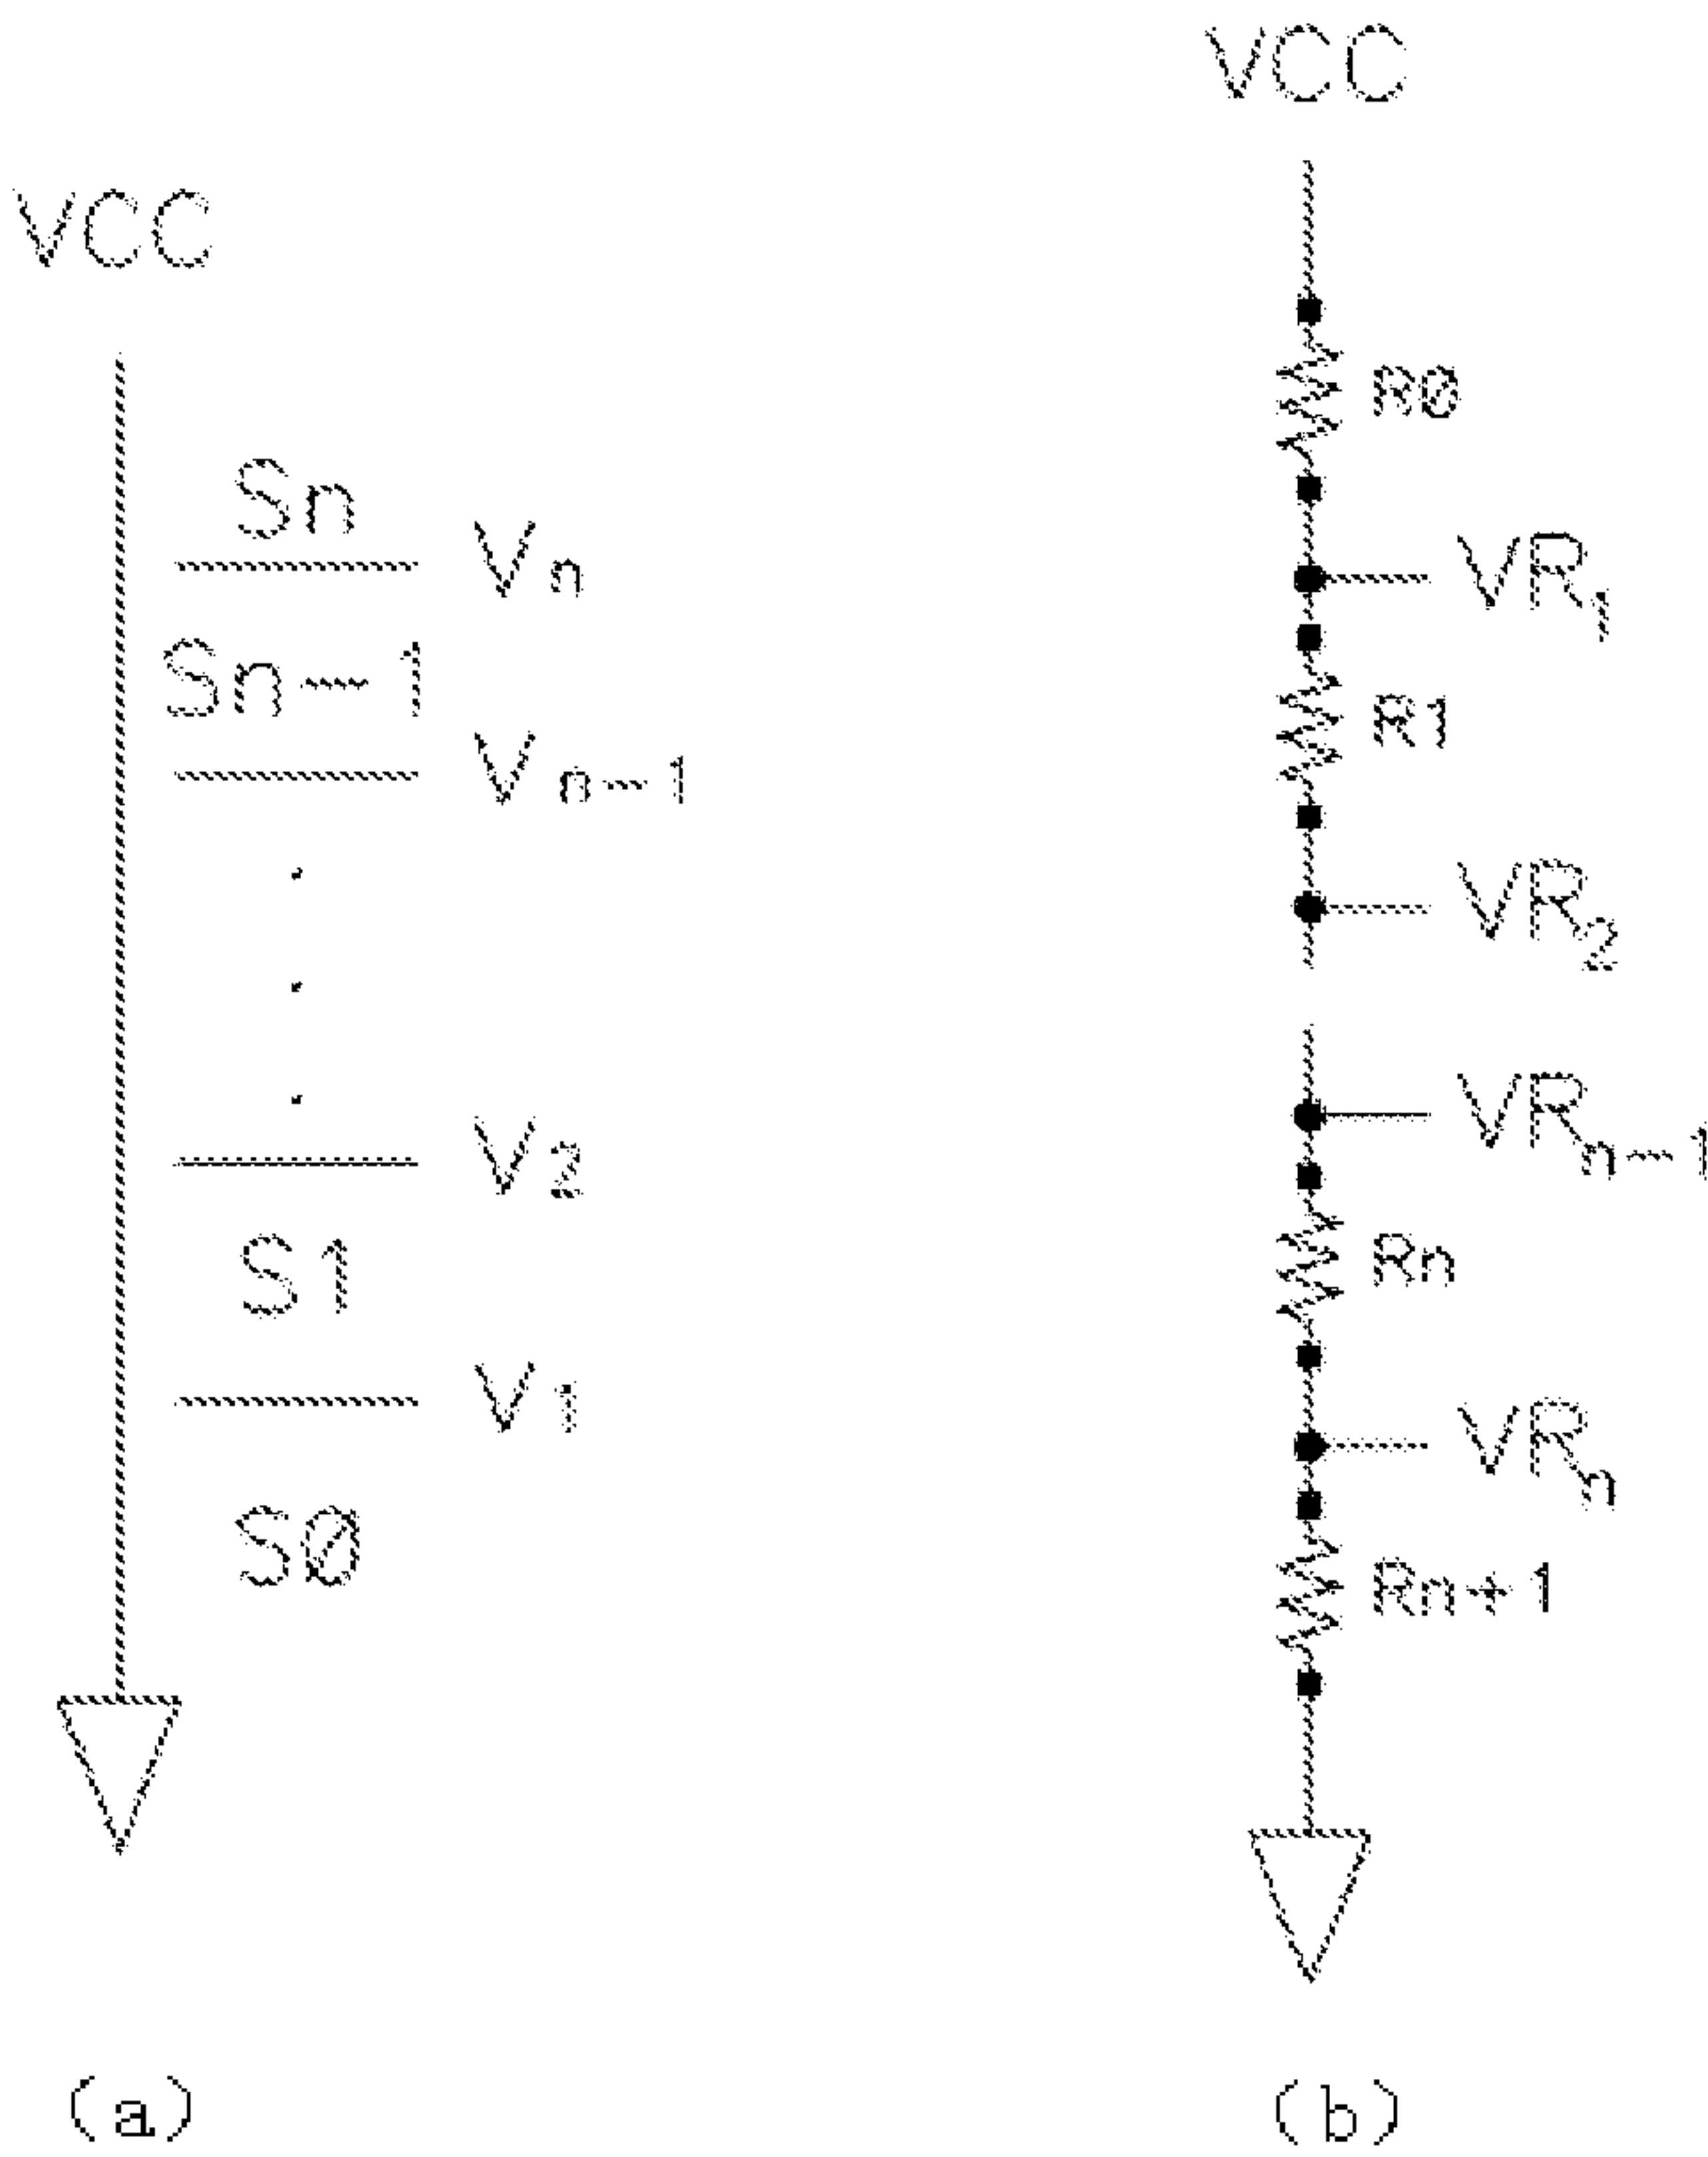 VCC
Sn
Vn
Sn-1
Vn-1
V2
S1
V1
S0
(a)
VCC
R0
VR1
R1
VR2
VRn-1
Rn
VRn
Rn+1
(b)